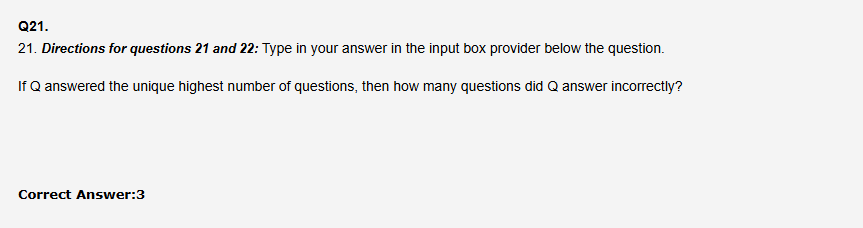 Q21.
21. Directions for questions 21 and 22: Type in your answer in the input box provider below the question.
If Q answered the unique highest number of questions, then how many questions did Q answer incorrectly?
Correct Answer:3